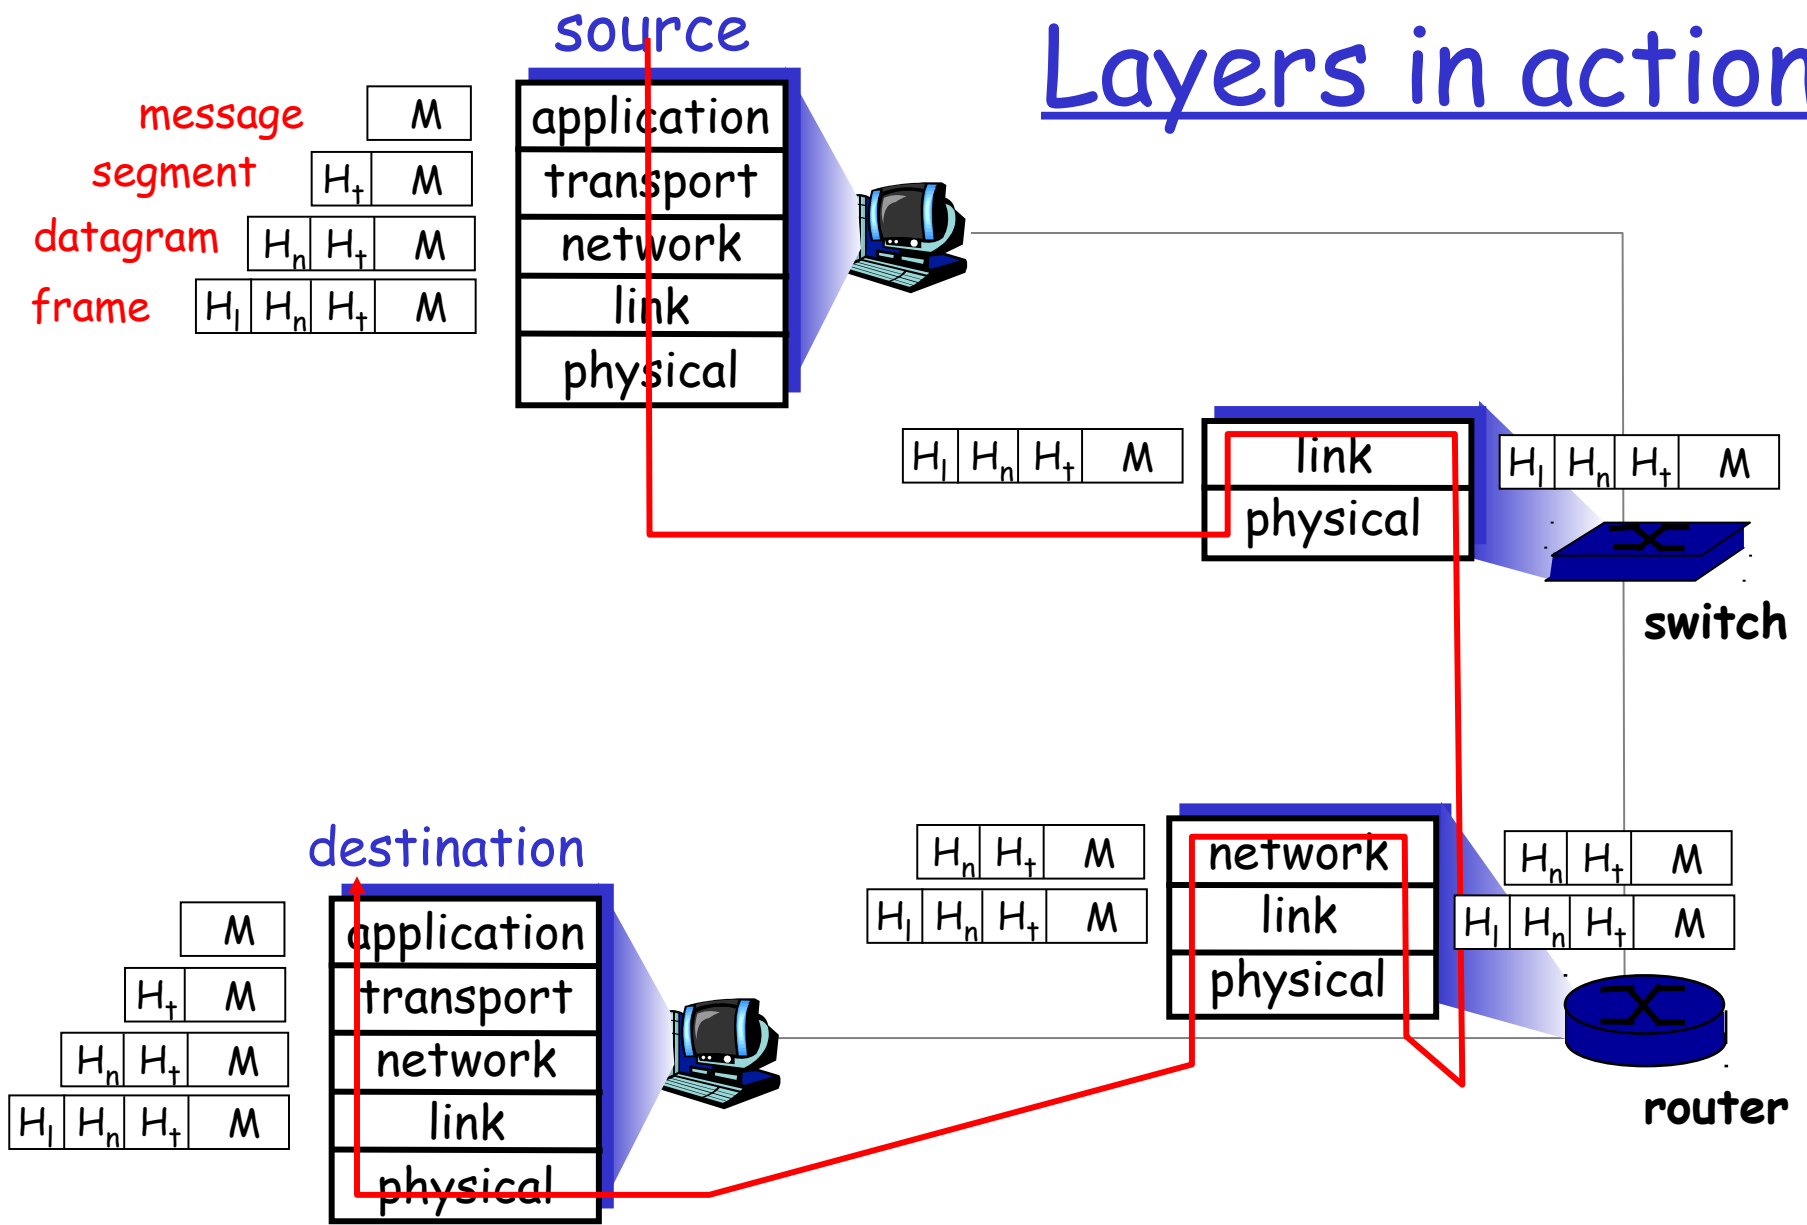 source
Layers in action
message M
segment Ht M
datagram Hn Ht M
frame Hl Hn Ht M
application
transport
network
link
physical
Hl Hn Ht M
link
physical
Hl Hn Ht M
switch
destination
M
Ht M
Hn Ht M
Hl Hn Ht M
application
transport
network
link
physical
Hn Ht M
Hl Hn Ht M
network
link
physical
Hn Ht M
Hl Hn Ht M
router